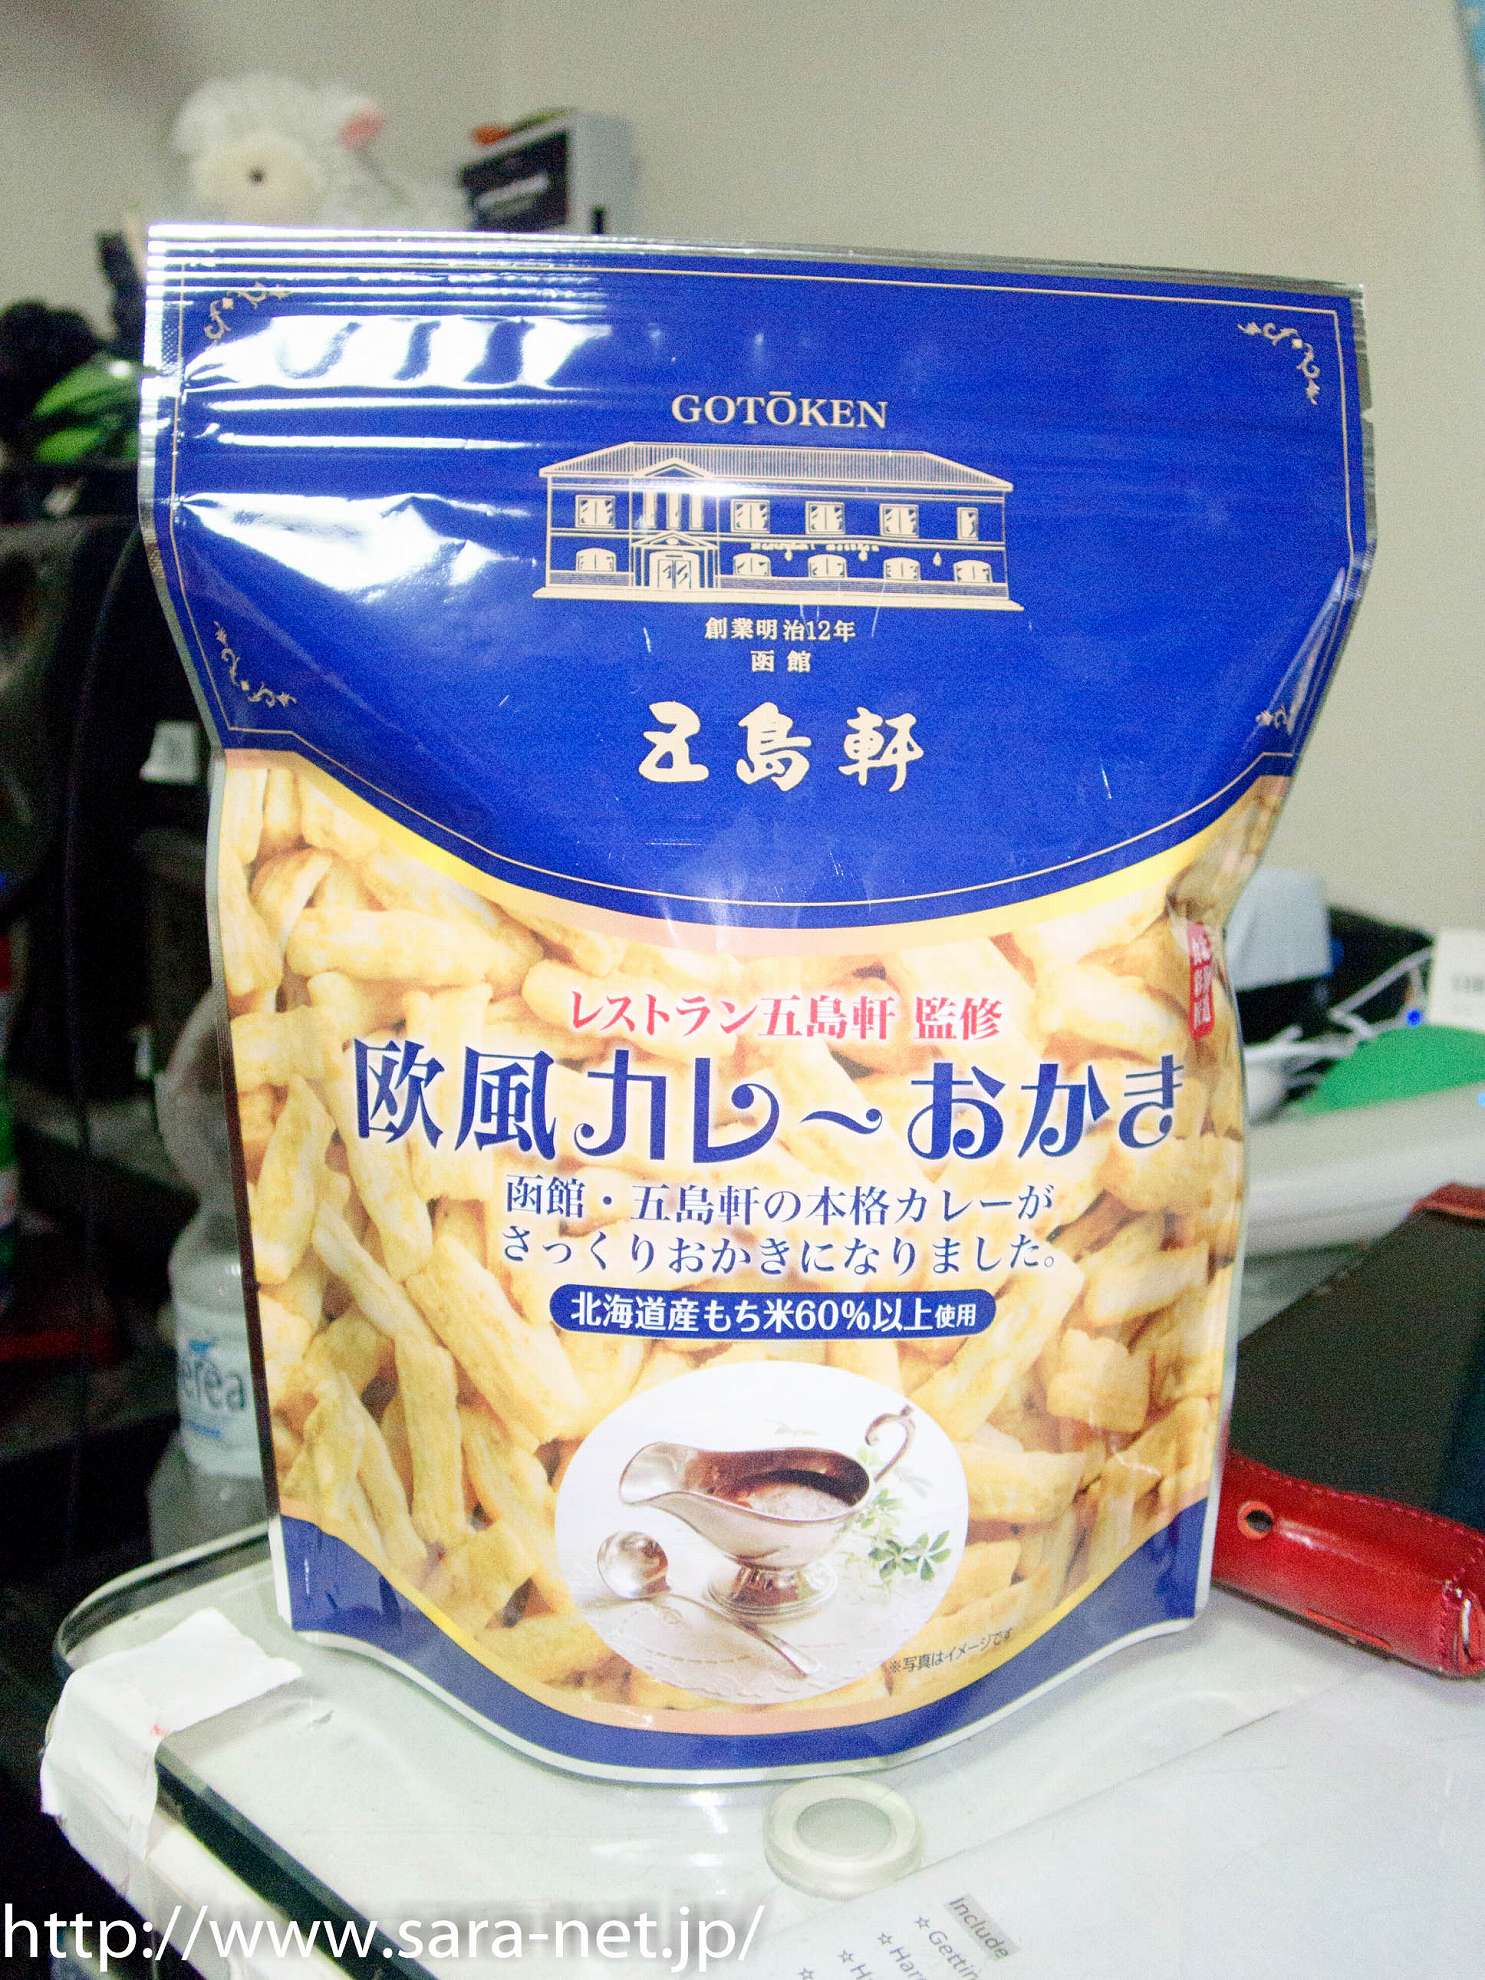 GOTŌKEN
創業明治12年
函館
五島軒
レストラン五島軒 監修
欧風カレーおかき
函館・五島軒の本格カレーが
さっくりおかきになりました。
北海道産もち米60%以上使用
※写真はイメージです
Include
☆Gettin
http://www.sara-net.jp/